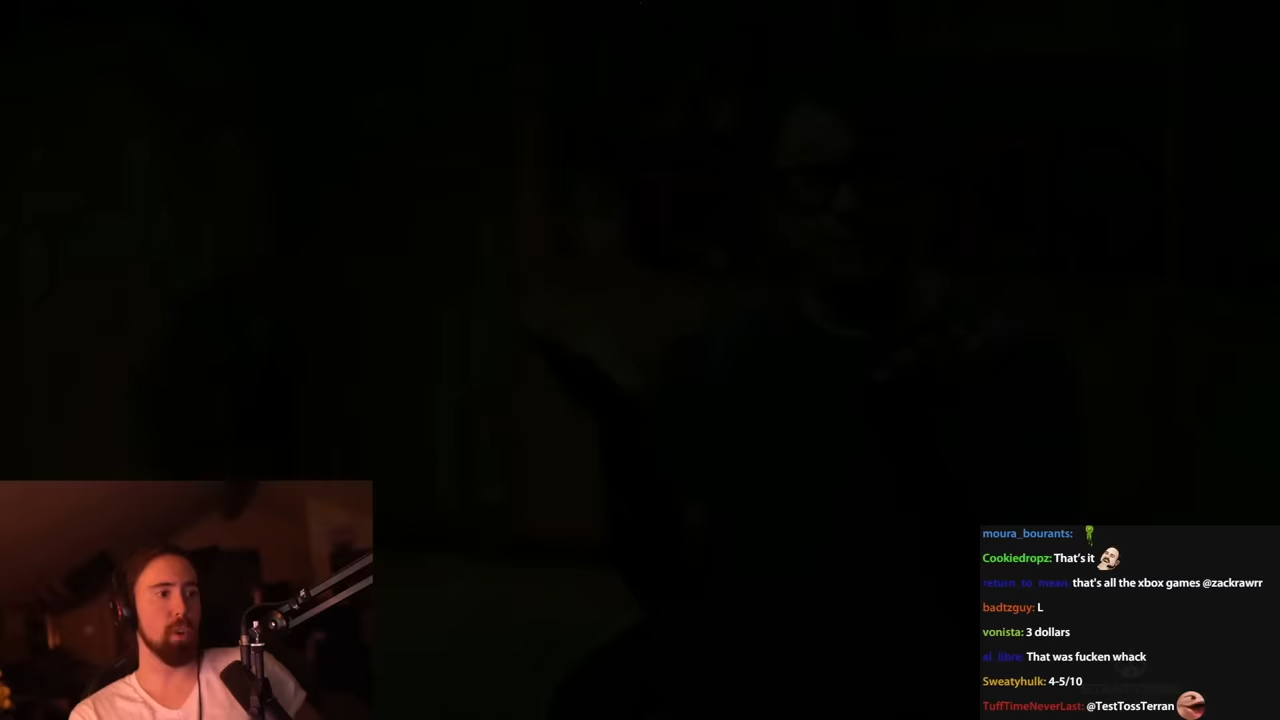 moura_bourants:
Cookiedropz: That's it
return_to_mean: that's all the xbox games @zackrawrr
badtzguy: L
vonista: 3 dollars
al_libre: That was fucken whack
Sweatyhulk: 4-5/10
TuffTimeNeverLast: @TestTossTerran